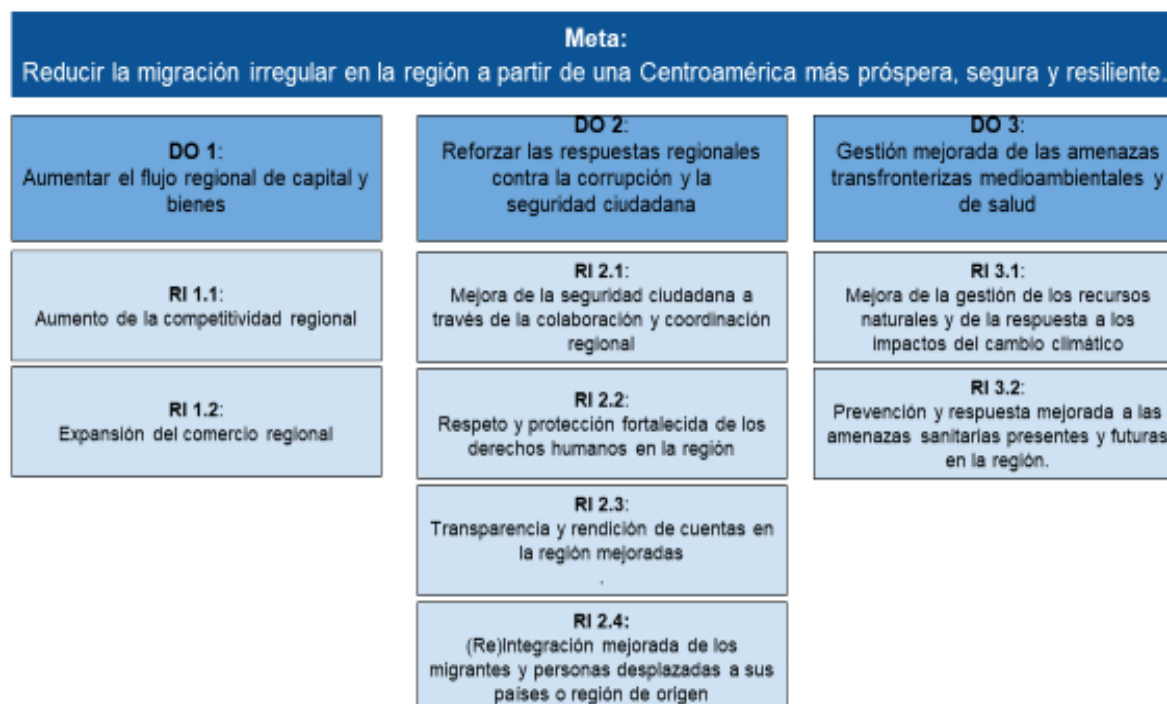 Meta:
Reducir la migración irregular en la región a partir de una Centroamérica más próspera, segura y resiliente.
DO 1:
Aumentar el flujo regional de capital y
bienes
RI 1.1:
Aumento de la competitividad regional
RI 1.2:
Expansión del comercio regional
DO 2:
Reforzar las respuestas regionales
contra la corrupción y la
seguridad ciudadana
RI 2.1:
Mejora de la seguridad ciudadana a
través de la colaboración y coordinación
regional
RI 2.2:
Respeto y protección fortalecida de los
derechos humanos en la región
RI 2.3:
Transparencia y rendición de cuentas en
la región mejoradas
.
RI 2.4:
(Re)Integración mejorada de los
migrantes y personas desplazadas a sus
países o región de origen
DO 3:
Gestión mejorada de las amenazas
transfronterizas medioambientales y
de salud
RI 3.1:
Mejora de la gestión de los recursos
naturales y de la respuesta a los
impactos del cambio climático
RI 3.2:
Prevención y respuesta mejorada a las
amenazas sanitarias presentes y futuras
en la región.